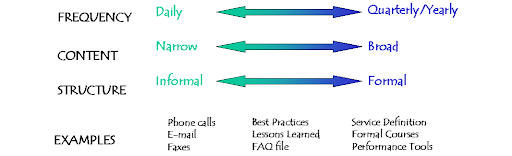 FREQUENCY Daily Quarterly/Yearly
CONTENT Narrow Broad
STRUCTURE Informal Formal
Phone calls Best Practices Service Definition
EXAMPLES E-mail Lessons Learned Formal Courses
Faxes FAQ file Performance Tools